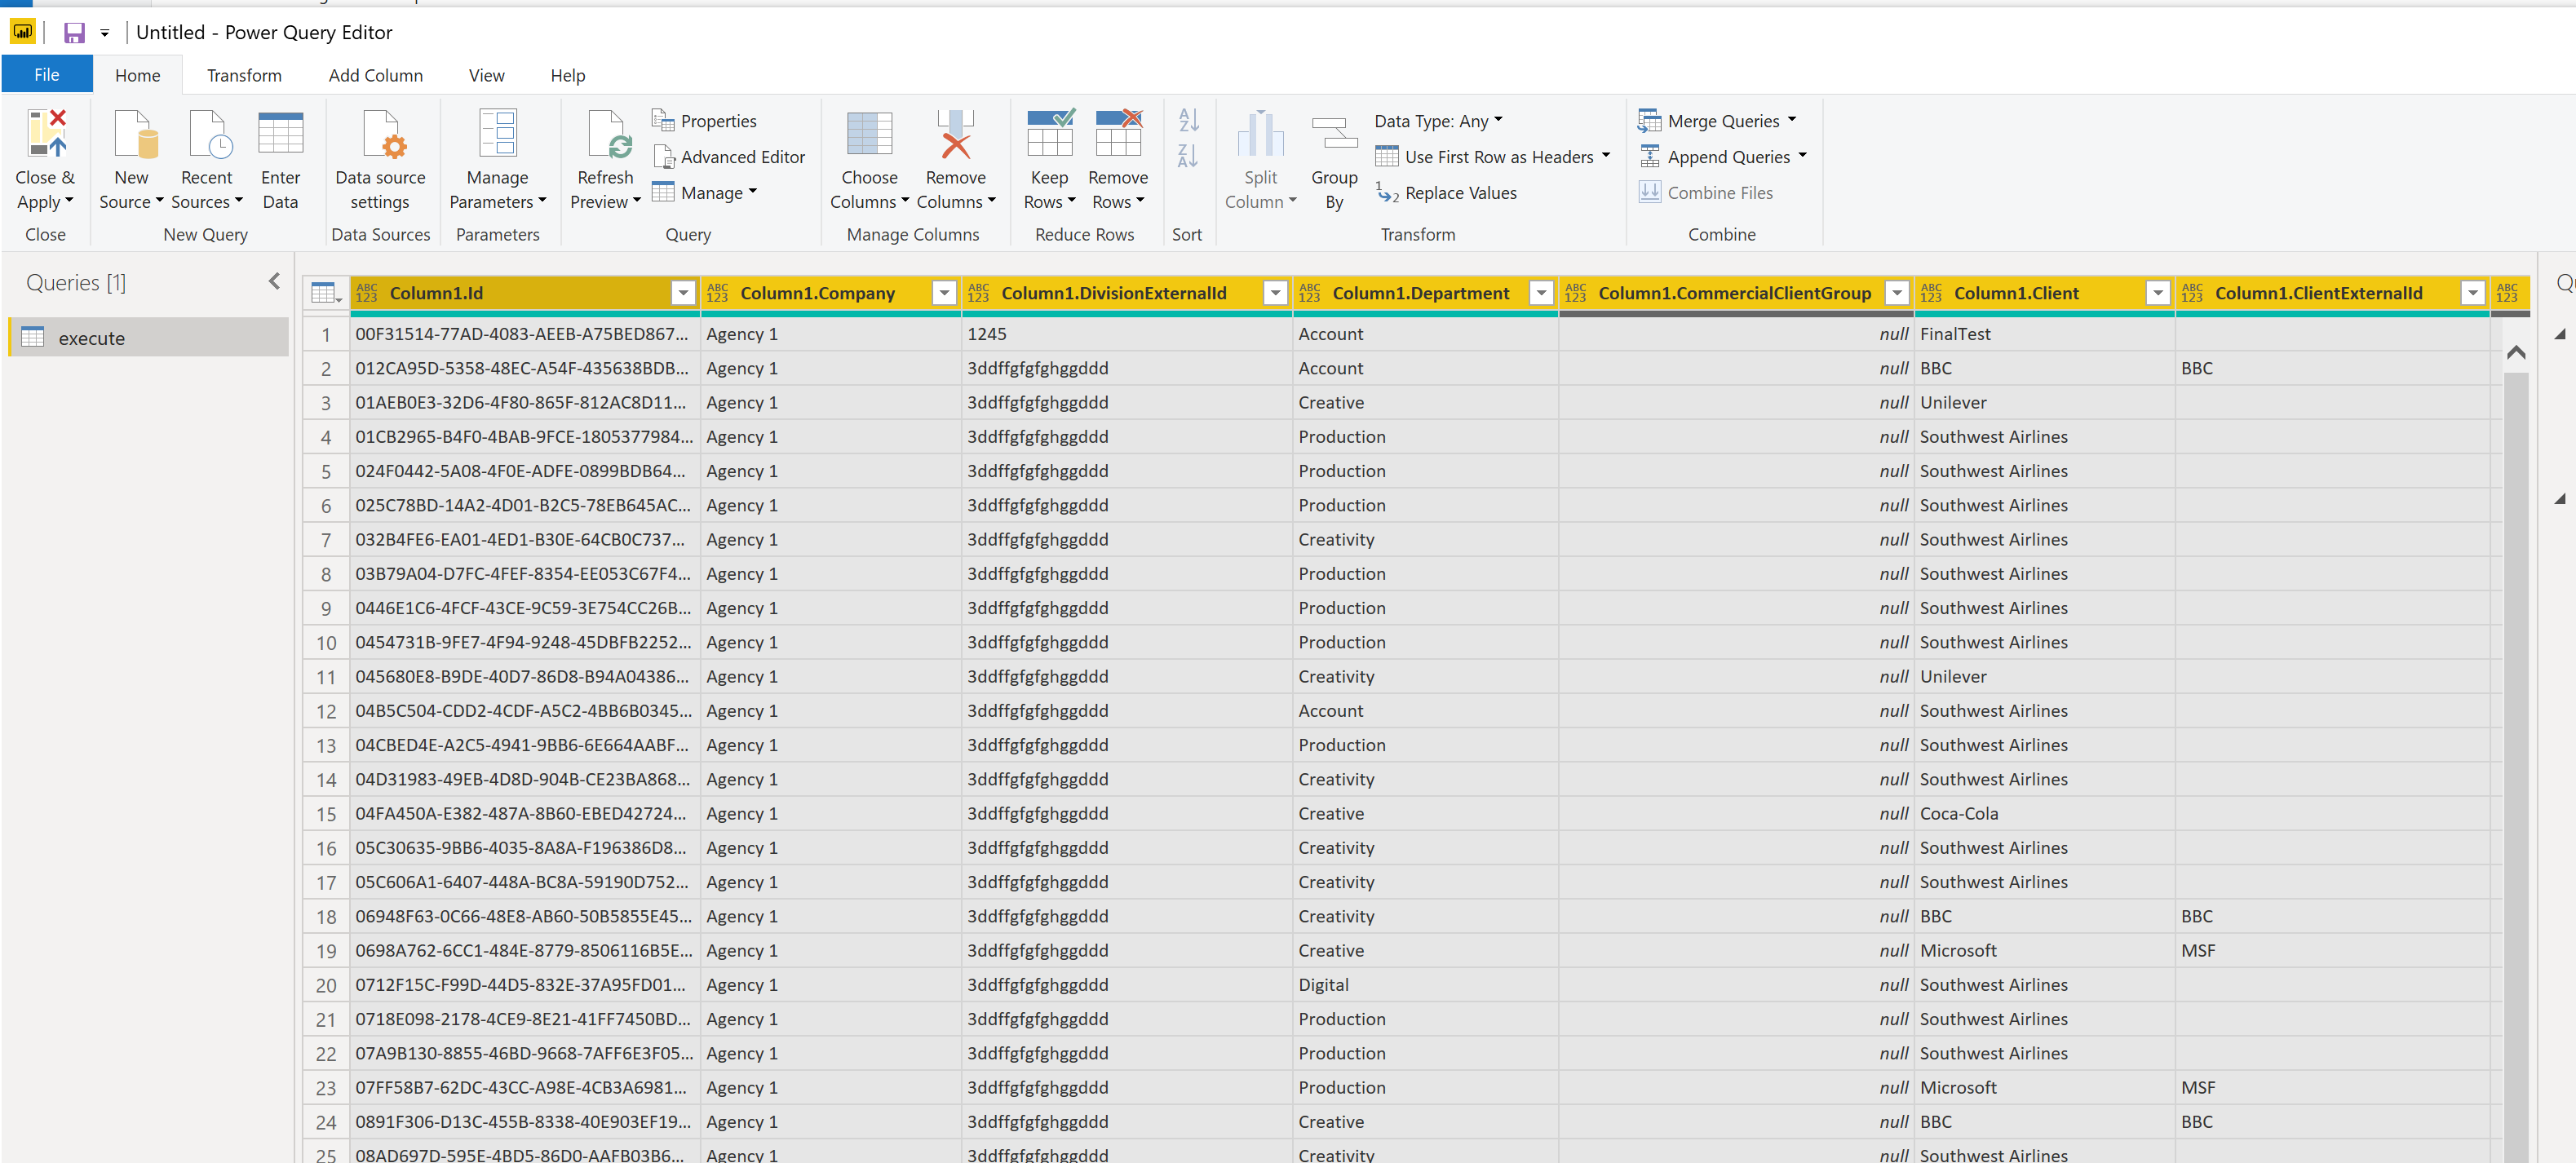 Untitled - Power Query Editor
File Home Transform Add Column View Help
Close & Apply
New Source
Recent Sources
Enter Data
Data source settings
Manage Parameters
Refresh Preview
Properties
Advanced Editor
Manage
Choose Columns
Remove Columns
Keep Rows
Remove Rows
A Z
Z A
Split Column
Group By
Data Type: Any
Use First Row as Headers
1 2 Replace Values
Merge Queries
Append Queries
Combine Files
Close New Query Data Sources Parameters Query Manage Columns Reduce Rows Sort Transform Combine
Queries [1]
execute
ABC 123 Column1.Id ABC 123 Column1.Company ABC 123 Column1.DivisionExternalId ABC 123 Column1.Department ABC 123 Column1.CommercialClientGroup ABC 123 Column1.Client ABC 123 Column1.ClientExternalId ABC 123
1 00F31514-77AD-4083-AEEB-A75BED867... Agency 1 1245 Account null FinalTest
2 012CA95D-5358-48EC-A54F-435638BDB... Agency 1 3ddffgfgfghggddd Account null BBC BBC
3 01AEB0E3-32D6-4F80-865F-812AC8D11... Agency 1 3ddffgfgfghggddd Creative null Unilever
4 01CB2965-B4F0-4BAB-9FCE-1805377984... Agency 1 3ddffgfgfghggddd Production null Southwest Airlines
5 024F0442-5A08-4F0E-ADFE-0899BDB64... Agency 1 3ddffgfgfghggddd Production null Southwest Airlines
6 025C78BD-14A2-4D01-B2C5-78EB645AC... Agency 1 3ddffgfgfghggddd Production null Southwest Airlines
7 032B4FE6-EA01-4ED1-B30E-64CB0C737... Agency 1 3ddffgfgfghggddd Creativity null Southwest Airlines
8 03B79A04-D7FC-4FEF-8354-EE053C67F4... Agency 1 3ddffgfgfghggddd Production null Southwest Airlines
9 0446E1C6-4FCF-43CE-9C59-3E754CC26B... Agency 1 3ddffgfgfghggddd Production null Southwest Airlines
10 0454731B-9FE7-4F94-9248-45DBFB2252... Agency 1 3ddffgfgfghggddd Production null Southwest Airlines
11 045680E8-B9DE-40D7-86D8-B94A04386... Agency 1 3ddffgfgfghggddd Creativity null Unilever
12 04B5C504-CDD2-4CDF-A5C2-4BB6B0345... Agency 1 3ddffgfgfghggddd Account null Southwest Airlines
13 04CBED4E-A2C5-4941-9BB6-6E664AABF... Agency 1 3ddffgfgfghggddd Production null Southwest Airlines
14 04D31983-49EB-4D8D-904B-CE23BA868... Agency 1 3ddffgfgfghggddd Creativity null Southwest Airlines
15 04FA450A-E382-487A-8B60-EBED42724... Agency 1 3ddffgfgfghggddd Creative null Coca-Cola
16 05C30635-9BB6-4035-8A8A-F196386D8... Agency 1 3ddffgfgfghggddd Creativity null Southwest Airlines
17 05C606A1-6407-448A-BC8A-59190D752... Agency 1 3ddffgfgfghggddd Creativity null Southwest Airlines
18 06948F63-0C66-48E8-AB60-50B5855E45... Agency 1 3ddffgfgfghggddd Creativity null BBC BBC
19 0698A762-6CC1-484E-8779-8506116B5E... Agency 1 3ddffgfgfghggddd Creative null Microsoft MSF
20 0712F15C-F99D-44D5-832E-37A95FD01... Agency 1 3ddffgfgfghggddd Digital null Southwest Airlines
21 0718E098-2178-4CE9-8E21-41FF7450BD... Agency 1 3ddffgfgfghggddd Production null Southwest Airlines
22 07A9B130-8855-46BD-9668-7AFF6E3F05... Agency 1 3ddffgfgfghggddd Production null Southwest Airlines
23 07FF58B7-62DC-43CC-A98E-4CB3A6981... Agency 1 3ddffgfgfghggddd Production null Microsoft MSF
24 0891F306-D13C-455B-8338-40E903EF19... Agency 1 3ddffgfgfghggddd Creative null BBC BBC
25 08AD697D-595E-4BD5-86D0-AAFB03B6... Agency 1 3ddffgfgfghggddd Creativity null Southwest Airlines